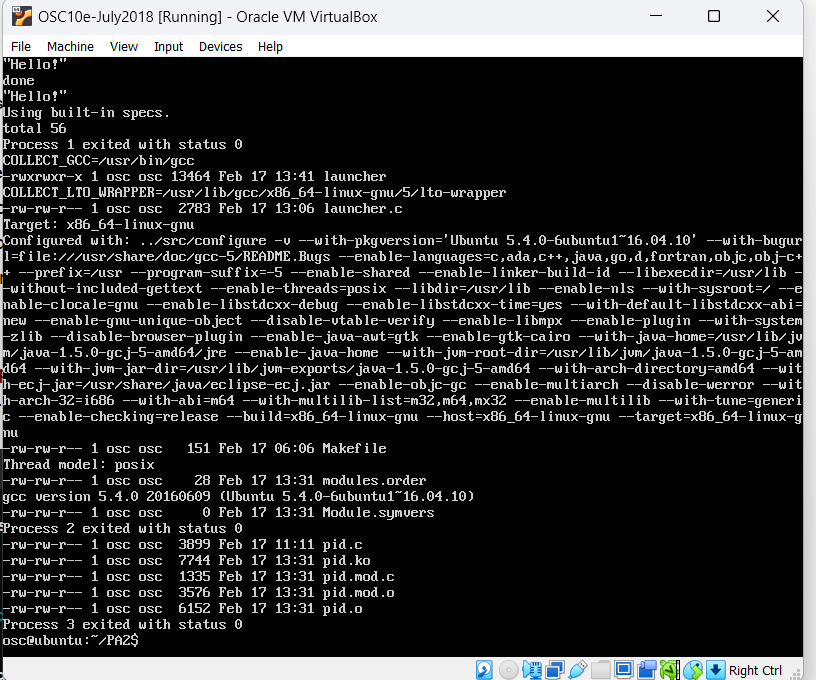 OSC10e-July2018 [Running] - Oracle VM VirtualBox
File Machine View Input Devices Help
"Hello!"
done
"Hello!"
Using built-in specs.
total 56
Process 1 exited with status 0
COLLECT_GCC=/usr/bin/gcc
-rwxrwxr-x 1 osc osc 13464 Feb 17 13:41 launcher
COLLECT_LTO_WRAPPER=/usr/lib/gcc/x86_64-linux-gnu/5/lto-wrapper
-rw-rw-r-- 1 osc osc  2783 Feb 17 13:06 launcher.c
Target: x86_64-linux-gnu
Configured with: ../src/configure -v --with-pkgversion='Ubuntu 5.4.0-6ubuntu1~16.04.10' --with-bugur
l=file:///usr/share/doc/gcc-5/README.Bugs --enable-languages=c,ada,c++,java,go,d,fortran,objc,obj-c+
+ --prefix=/usr --program-suffix=-5 --enable-shared --enable-linker-build-id --libexecdir=/usr/lib -
-without-included-gettext --enable-threads=posix --libdir=/usr/lib --enable-nls --with-sysroot=/ --e
nable-clocale=gnu --enable-libstdcxx-debug --enable-libstdcxx-time=yes --with-default-libstdcxx-abi=
new --enable-gnu-unique-object --disable-vtable-verify --enable-libmpx --enable-plugin --with-system
-zlib --disable-browser-plugin --enable-java-awt=gtk --enable-gtk-cairo --with-java-home=/usr/lib/jv
m/java-1.5.0-gcj-5-amd64/jre --enable-java-home --with-jvm-root-dir=/usr/lib/jvm/java-1.5.0-gcj-5-am
d64 --with-jvm-jar-dir=/usr/lib/jvm-exports/java-1.5.0-gcj-5-amd64 --with-arch-directory=amd64 --wit
h-ecj-jar=/usr/share/java/eclipse-ecj.jar --enable-objc-gc --enable-multiarch --disable-werror --wit
h-arch-32=i686 --with-abi=m64 --with-multilib-list=m32,m64,mx32 --enable-multilib --with-tune=generi
c --enable-checking=release --build=x86_64-linux-gnu --host=x86_64-linux-gnu --target=x86_64-linux-g
nu
-rw-rw-r-- 1 osc osc   151 Feb 17 06:06 Makefile
Thread model: posix
-rw-rw-r-- 1 osc osc    28 Feb 17 13:31 modules.order
gcc version 5.4.0 20160609 (Ubuntu 5.4.0-6ubuntu1~16.04.10)
-rw-rw-r-- 1 osc osc     0 Feb 17 13:31 Module.symvers
Process 2 exited with status 0
-rw-rw-r-- 1 osc osc  3899 Feb 17 11:11 pid.c
-rw-rw-r-- 1 osc osc  7744 Feb 17 13:31 pid.ko
-rw-rw-r-- 1 osc osc  1335 Feb 17 13:31 pid.mod.c
-rw-rw-r-- 1 osc osc  3576 Feb 17 13:31 pid.mod.o
-rw-rw-r-- 1 osc osc  6152 Feb 17 13:31 pid.o
Process 3 exited with status 0
osc@ubuntu:~/PA2$
Right Ctrl